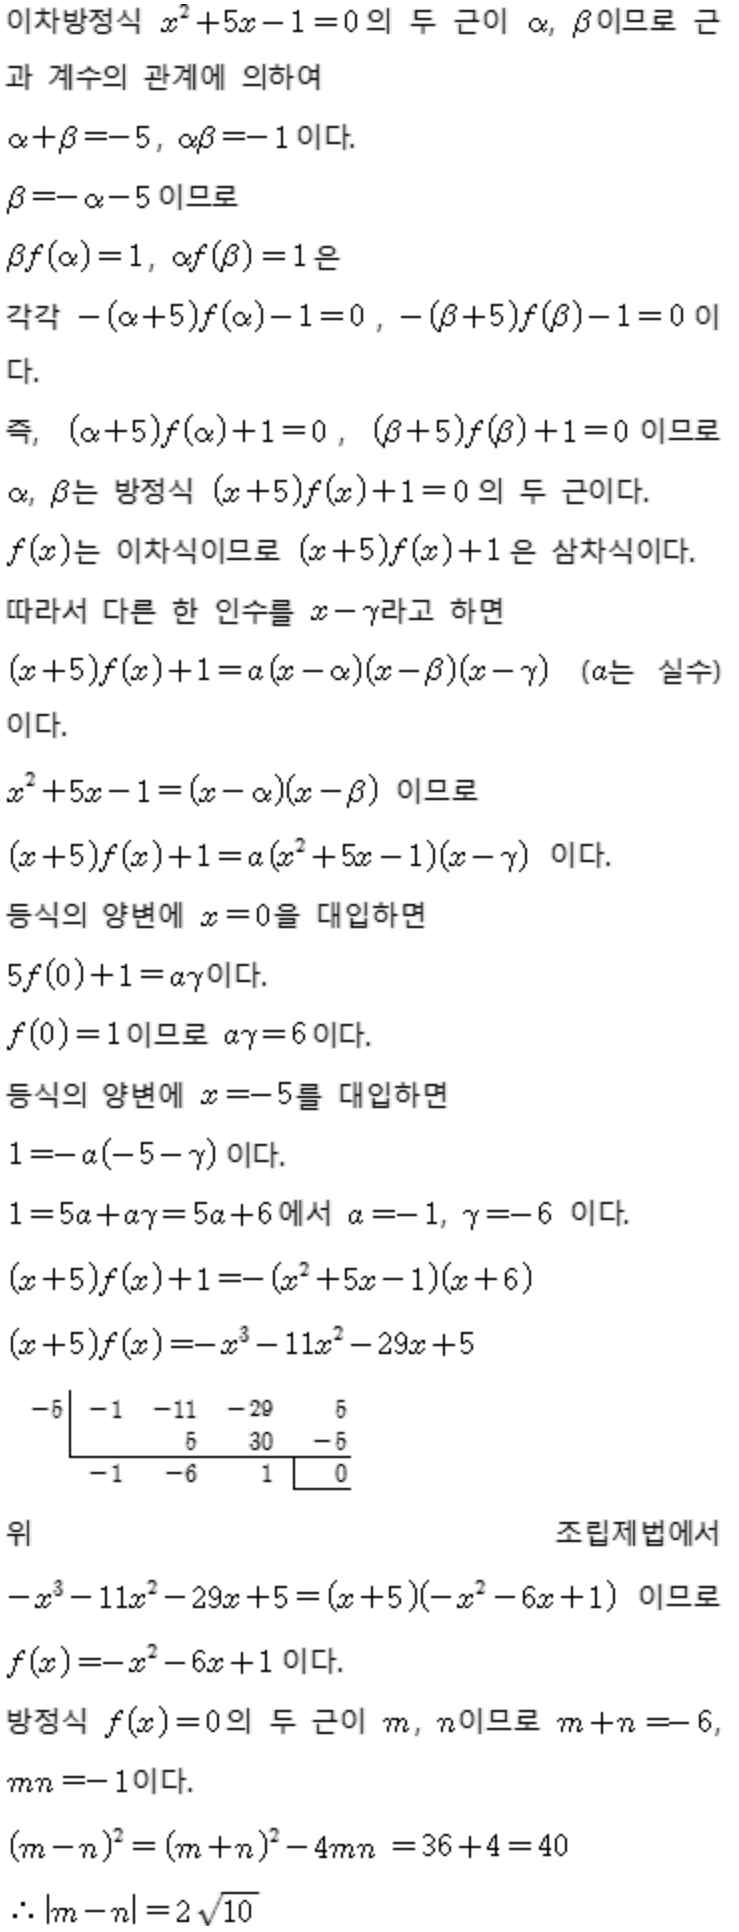 이차방정식 x²+5x−1=0의 두 근이 α, β이므로 근
과 계수의 관계에 의하여
α+β=−5, αβ=−1이다.
β=−α−5이므로
βf(α)=1, αf(β)=1은
각각 −(α+5)f(α)−1=0, −(β+5)f(β)−1=0이
다.
즉, (α+5)f(α)+1=0, (β+5)f(β)+1=0이므로
α, β는 방정식 (x+5)f(x)+1=0의 두 근이다.
f(x)는 이차식이므로 (x+5)f(x)+1은 삼차식이다.
따라서 다른 한 인수를 x−γ라고 하면
(x+5)f(x)+1=a(x−α)(x−β)(x−γ) (a는 실수)
이다.
x²+5x−1=(x−α)(x−β) 이므로
(x+5)f(x)+1=a(x²+5x−1)(x−γ) 이다.
등식의 양변에 x=0을 대입하면
5f(0)+1=aγ이다.
f(0)=1이므로 aγ=6이다.
등식의 양변에 x=−5를 대입하면
1=−a(−5−γ)이다.
1=5a+aγ=5a+6에서 a=−1, γ=−6 이다.
(x+5)f(x)+1=−(x²+5x−1)(x+6)
(x+5)f(x)=−x³−11x²−29x+5
−5 −1 −11 −29 5
5 30 −5
−1 −6 1 0
위 조립제법에서
−x³−11x²−29x+5=(x+5)(−x²−6x+1) 이므로
f(x)=−x²−6x+1이다.
방정식 f(x)=0의 두 근이 m, n이므로 m+n=−6,
mn=−1이다.
(m−n)²=(m+n)²−4mn =36+4=40
∴ |m−n|=2√10